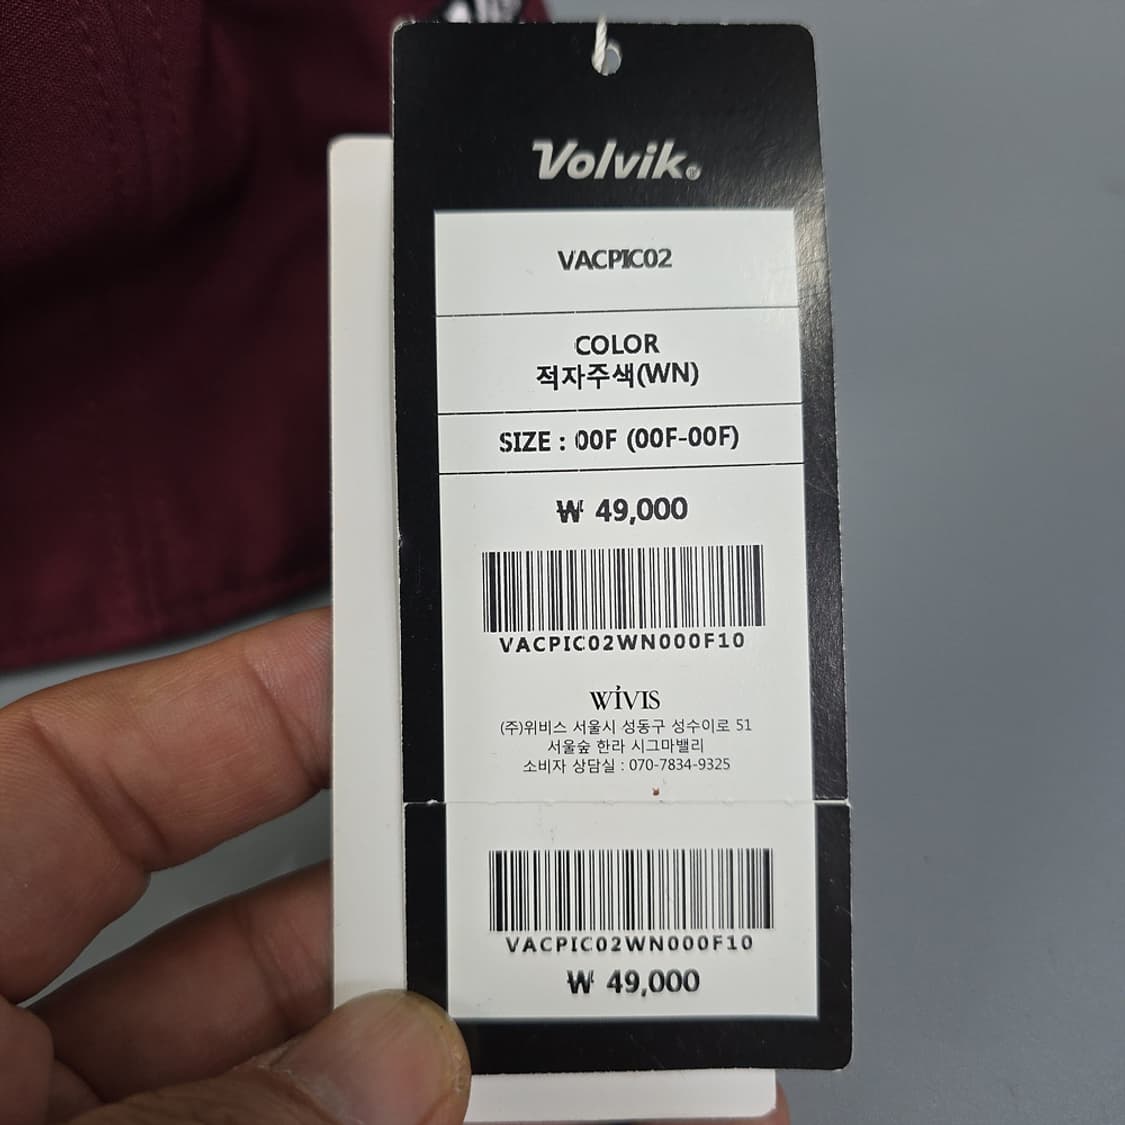 Volvik®
VACPIC02
COLOR
적자주색(WN)
SIZE : 00F (00F-00F)
₩ 49,000
VACPIC02WN000F10
WIVIS
(주)위비스 서울시 성동구 성수이로 51
서울숲 한라 시그마밸리
소비자 상담실 : 070-7834-9325
VACPIC02WN000F10
₩ 49,000